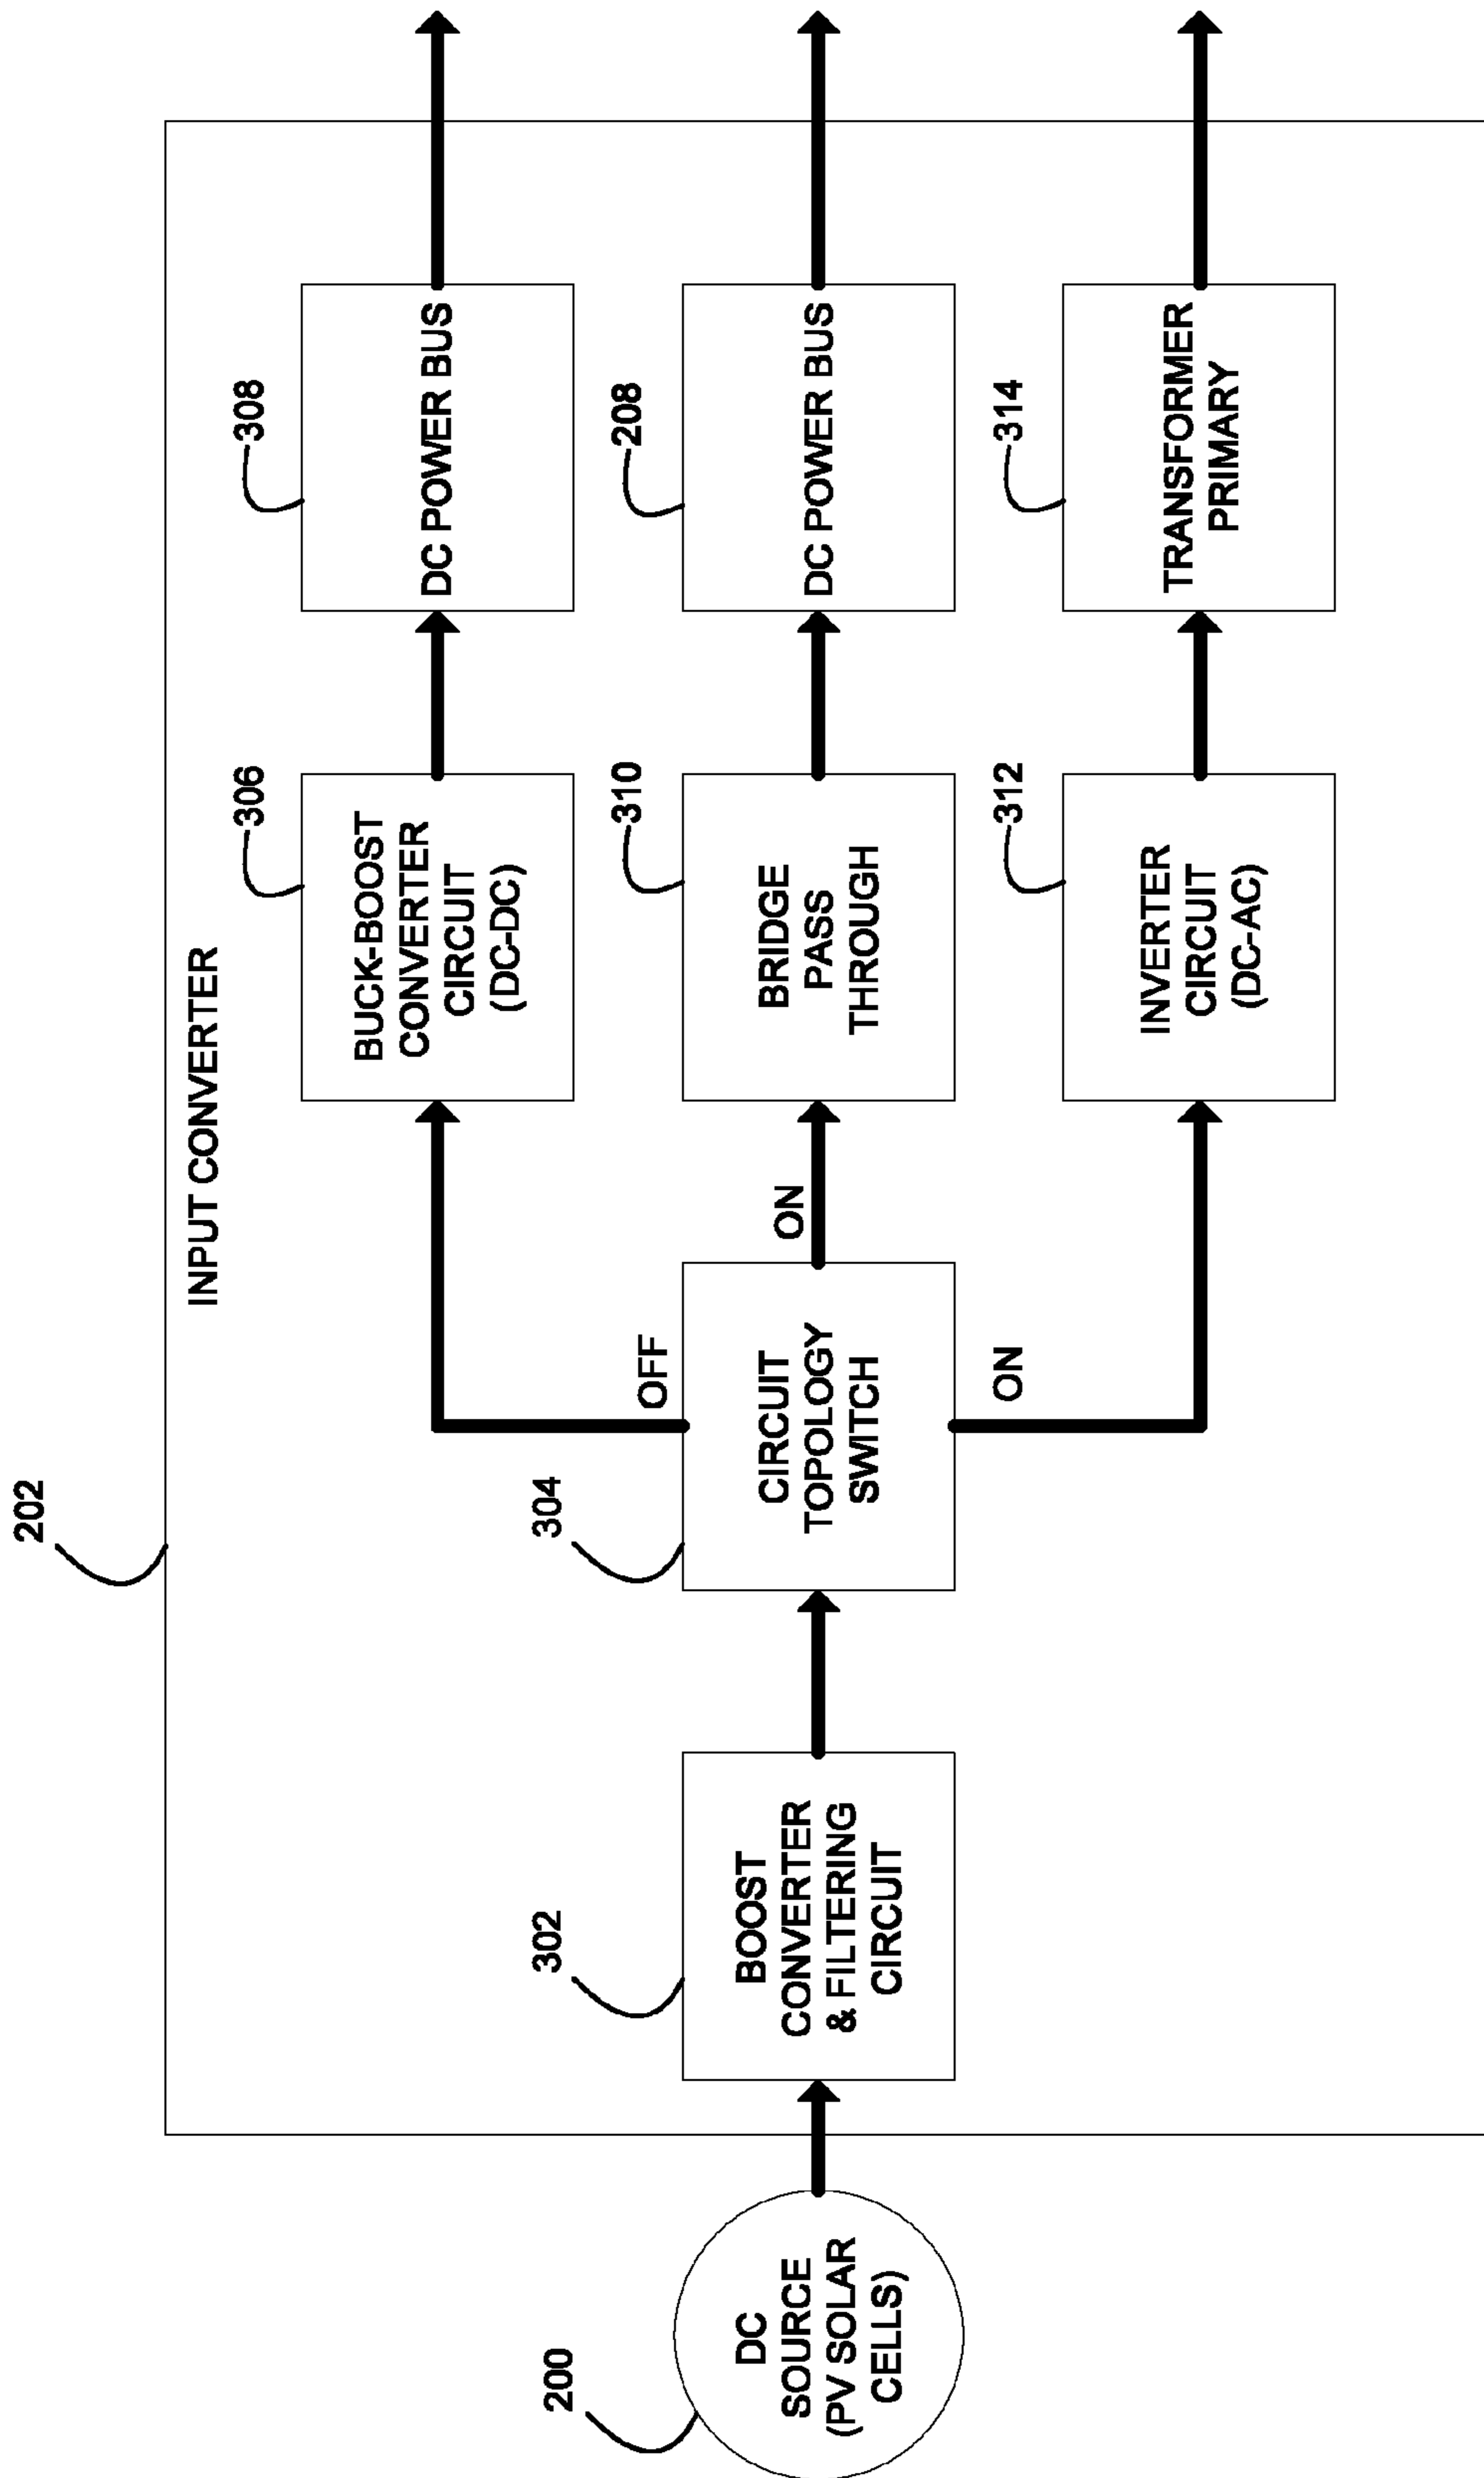 202
INPUT CONVERTER
306
BUCK-BOOST
CONVERTER
CIRCUIT
(DC-DC)
308
DC POWER BUS
OFF
200
DC
SOURCE
(PV SOLAR
CELLS)
302
BOOST
CONVERTER
& FILTERING
CIRCUIT
304
CIRCUIT
TOPOLOGY
SWITCH
ON
310
BRIDGE
PASS
THROUGH
208
DC POWER BUS
ON
312
INVERTER
CIRCUIT
(DC-AC)
314
TRANSFORMER
PRIMARY